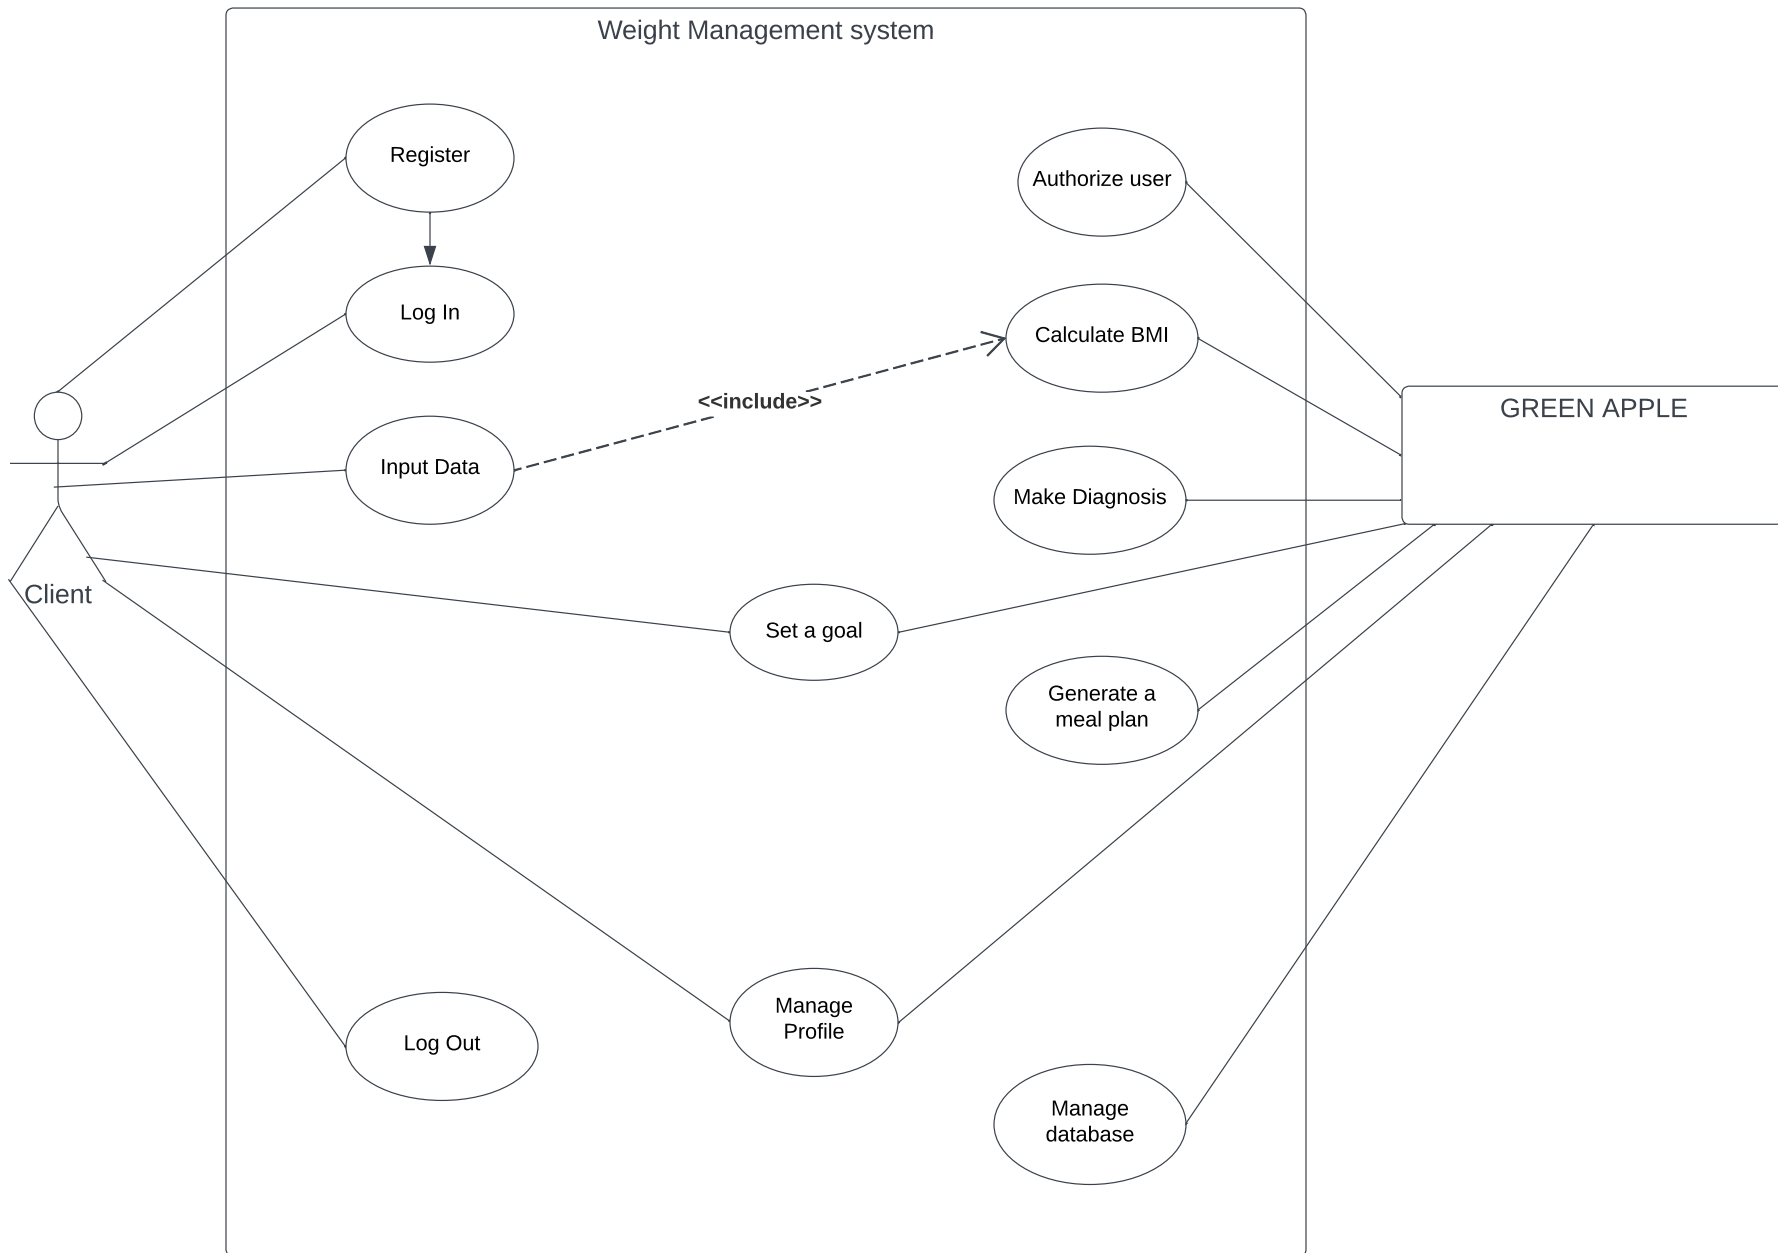 Weight Management system
Register
Authorize user
Log In
Calculate BMI
<<include>>
GREEN APPLE
Input Data
Make Diagnosis
Client
Set a goal
Generate a
meal plan
Manage
Profile
Log Out
Manage
database